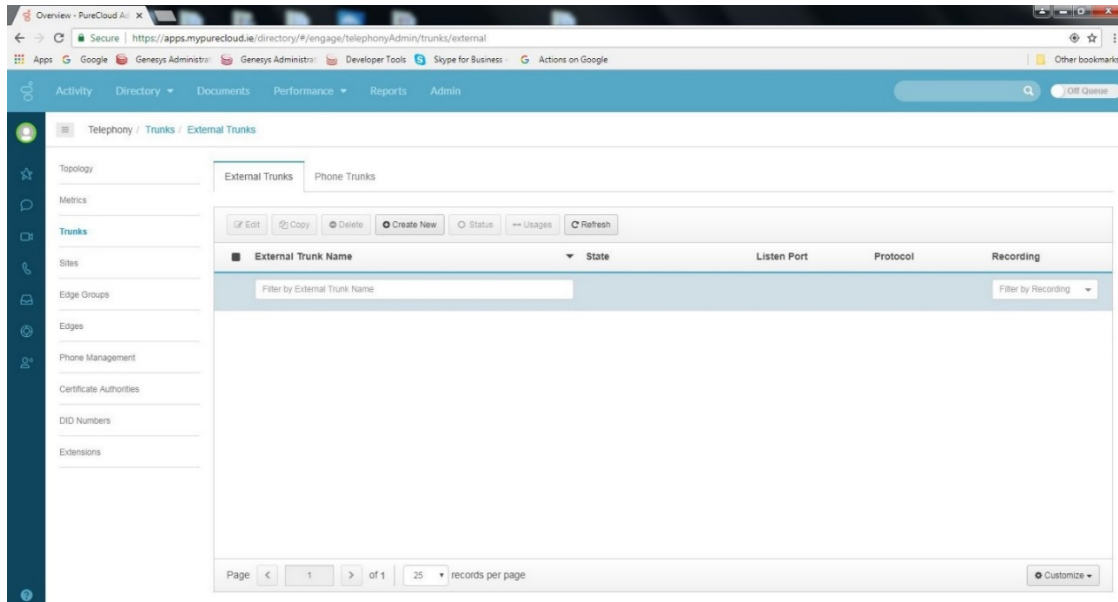 Overview - PureCloud Ad
Secure | https://apps.mypurecloud.ie/directory/#/engage/telephonyAdmin/trunks/external
Apps Google Genesys Administrat Genesys Administrat Developer Tools Skype for Business - Actions on Google Other bookmarks
Activity Directory Documents Performance Reports Admin Off Queue
Telephony / Trunks / External Trunks
Topology
Metrics
Trunks
Sites
Edge Groups
Edges
Phone Management
Certificate Authorities
DID Numbers
Extensions
External Trunks Phone Trunks
Edit Copy Delete Create New Status Usages Refresh
External Trunk Name State Listen Port Protocol Recording
Filter by External Trunk Name Filter by Recording
Page 1 of 1 25 records per page Customize